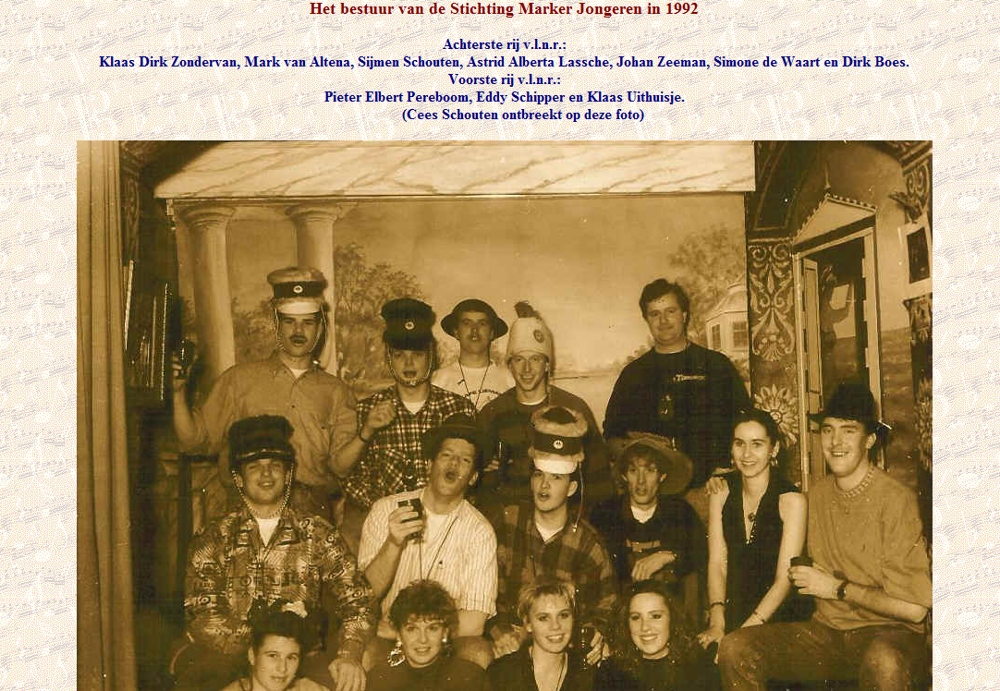 Het bestuur van de Stichting Marker Jongeren in 1992
Achterste rij v.l.n.r.:
Klaas Dirk Zondervan, Mark van Altena, Sijmen Schouten, Astrid Alberta Lassche, Johan Zeeman, Simone de Waart en Dirk Boes.
Voorste rij v.l.n.r.:
Pieter Elbert Pereboom, Eddy Schipper en Klaas Uithuisje.
(Cees Schouten ontbreekt op deze foto)